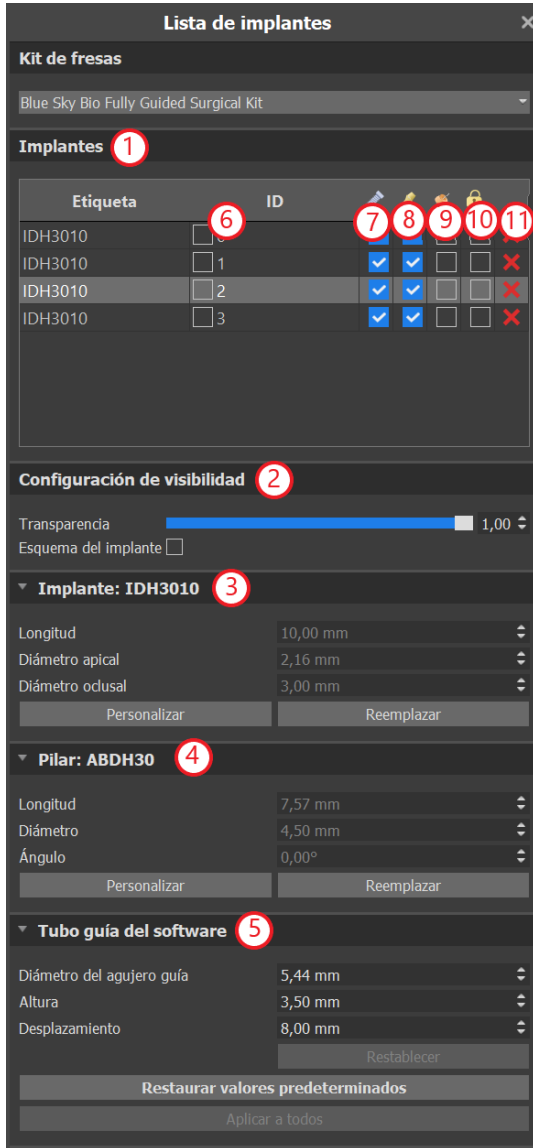 Lista de implantes
Kit de fresas
Blue Sky Bio Fully Guided Surgical Kit
Implantes 1
Etiqueta 6 ID 7 8 9 10 11
IDH3010
IDH3010 1
IDH3010 2
IDH3010 3
Configuración de visibilidad 2
Transparencia 1,00
Esquema del implante
Implante: IDH3010 3
Longitud 10,00 mm
Diámetro apical 2,16 mm
Diámetro oclusal 3,00 mm
Personalizar Reemplazar
Pilar: ABDH30 4
Longitud 7,57 mm
Diámetro 4,50 mm
Ángulo 0,00°
Personalizar Reemplazar
Tubo guía del software 5
Diámetro del agujero guía 5,44 mm
Altura 3,50 mm
Desplazamiento 8,00 mm
Restablecer
Restaurar valores predeterminados
Aplicar a todos